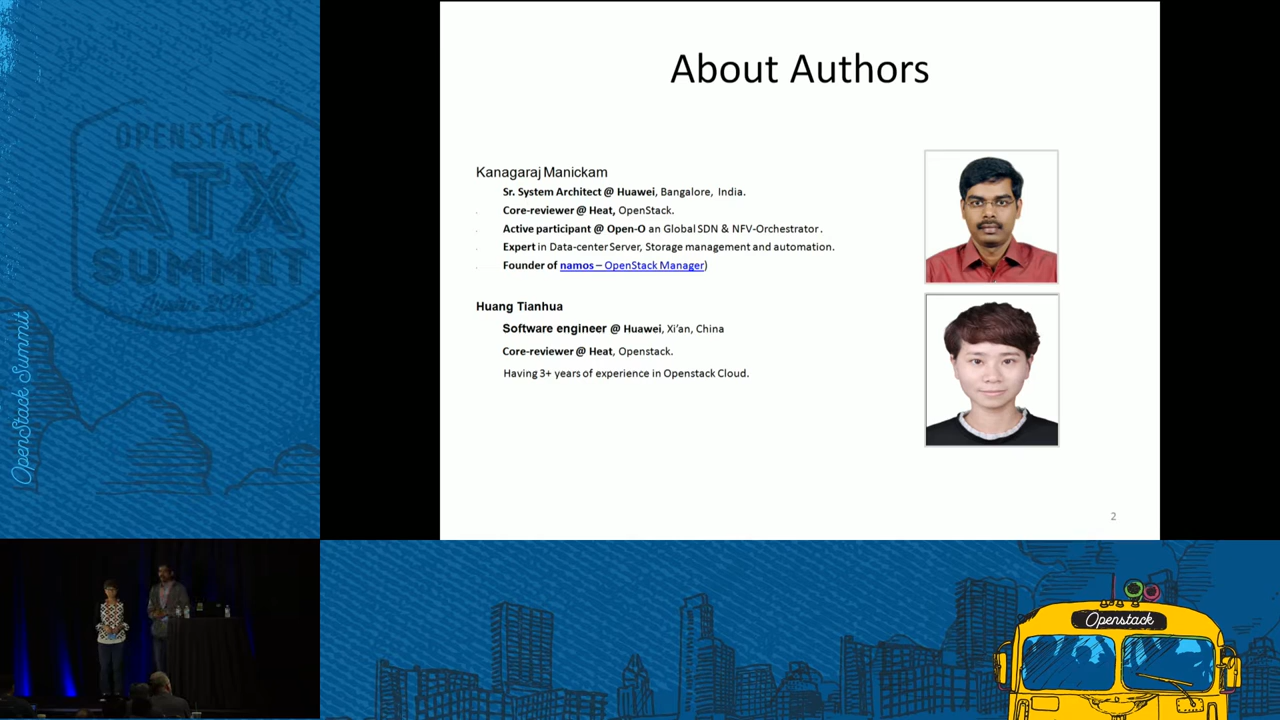 About Authors
Kanagaraj Manickam
Sr. System Architect @ Huawei, Bangalore, India.
Core-reviewer @ Heat, OpenStack.
Active participant @ Open-O an Global SDN & NFV-Orchestrator.
Expert in Data-center Server, Storage management and automation.
Founder of namos – OpenStack Manager)
Huang Tianhua
Software engineer @ Huawei, Xi’an, China
Core-reviewer @ Heat, Openstack.
Having 3+ years of experience in Openstack Cloud.
2
OPENSTACK
ATX
SUMMIT
OpenStack Summit
Openstack